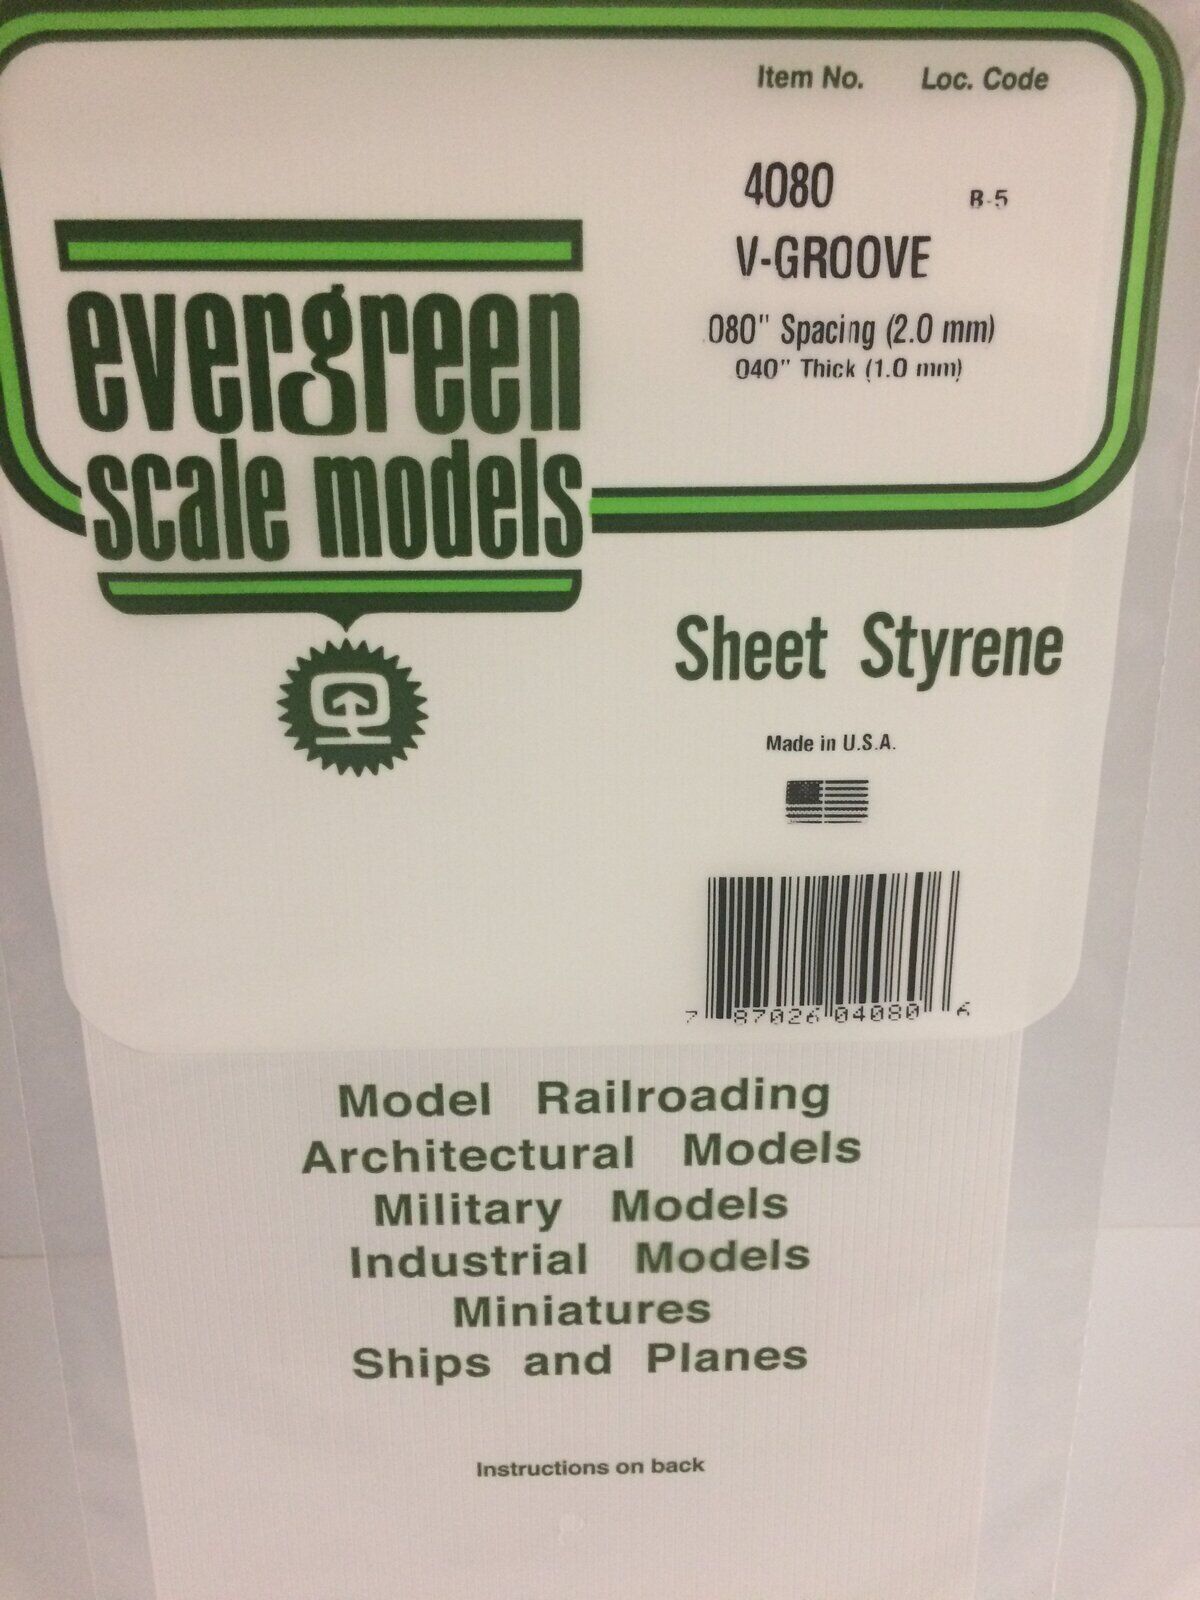 Item No. Loc. Code
4080 B-5
V-GROOVE
.080" Spacing (2.0 mm)
.040" Thick (1.0 mm)
evergreen
scale models
Sheet Styrene
Made in U.S.A.
7 87026 04080 6
Model Railroading
Architectural Models
Military Models
Industrial Models
Miniatures
Ships and Planes
Instructions on back